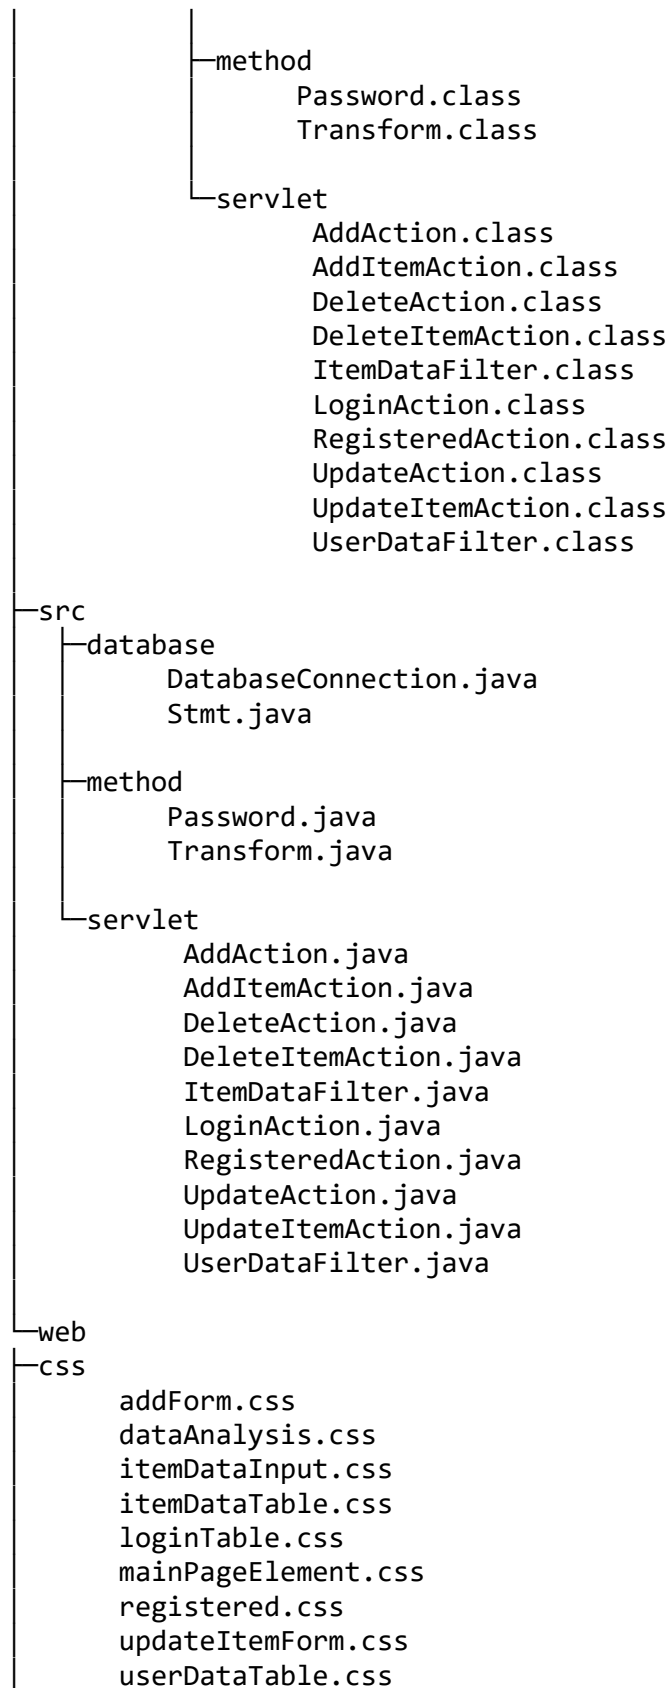 method
Password.class
Transform.class
servlet
AddAction.class
AddItemAction.class
DeleteAction.class
DeleteItemAction.class
ItemDataFilter.class
LoginAction.class
RegisteredAction.class
UpdateAction.class
UpdateItemAction.class
UserDataFilter.class
src
database
DatabaseConnection.java
Stmt.java
method
Password.java
Transform.java
servlet
AddAction.java
AddItemAction.java
DeleteAction.java
DeleteItemAction.java
ItemDataFilter.java
LoginAction.java
RegisteredAction.java
UpdateAction.java
UpdateItemAction.java
UserDataFilter.java
web
css
addForm.css
dataAnalysis.css
itemDataInput.css
itemDataTable.css
loginTable.css
mainPageElement.css
registered.css
updateItemForm.css
userDataTable.css